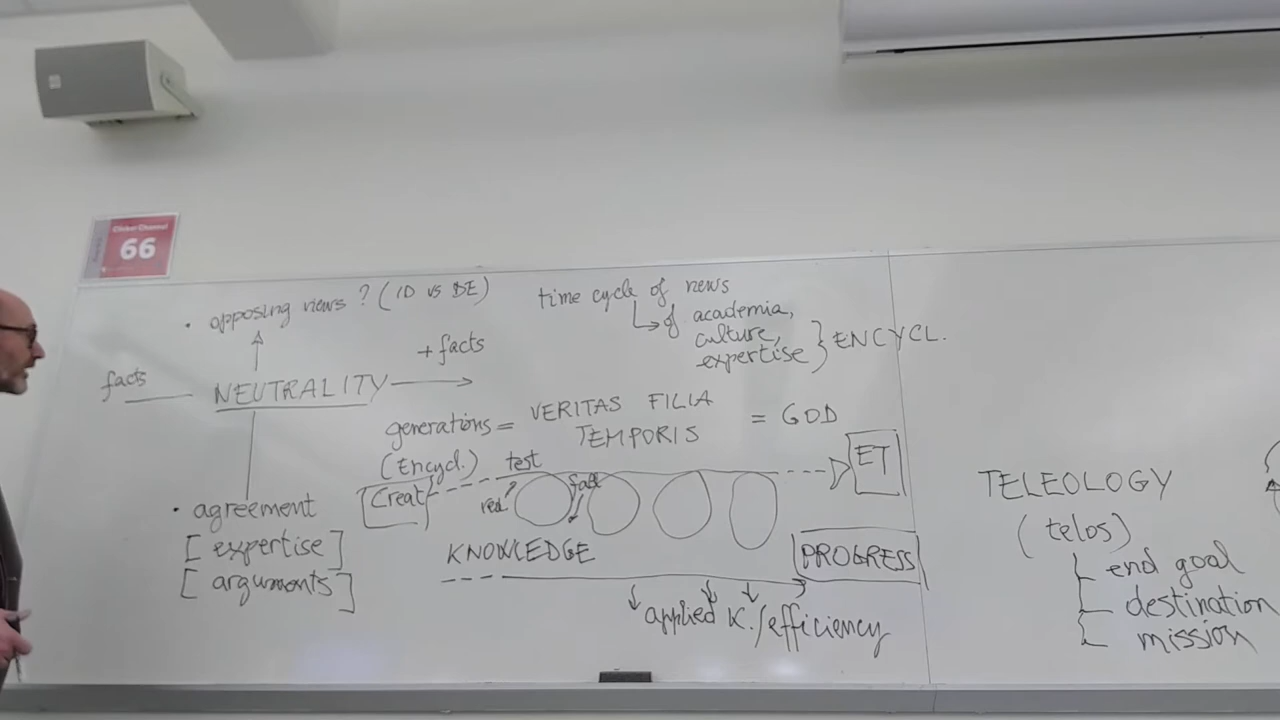 66
• opposing views ? (ID vs DE)
time cycle of news
of academia,
culture,
expertise } ENCYCL.
+ facts
facts
NEUTRALITY
generations = VERITAS FILIA
TEMPORIS
= GOD
(Encycl.)
test
ET
Creat
red
fall
TELEOLOGY
(telos)
end goal
destination
mission
• agreement
[ expertise ]
[ arguments ]
KNOWLEDGE
PROGRESS
applied K./efficiency